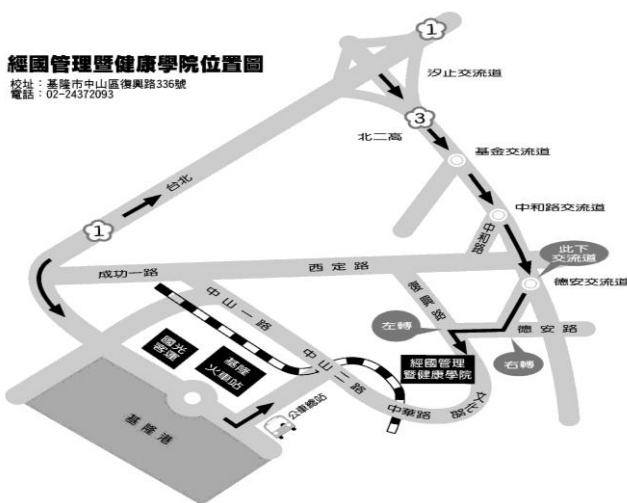 經國管理暨健康學院位置圖
校址：基隆市中山區復興路336號
電話：02-24372093
1
汐止交流道
3
北二高
基金交流道
台北
中和路交流道
中和路
1
此下
交流道
成功一路
西定路
德安交流道
復興路
中山一路
左轉
德安路
國光
客運
基隆
火車站
中山二路
經國管理
暨健康學院
右轉
文化路
中華路
公車總站
基隆港